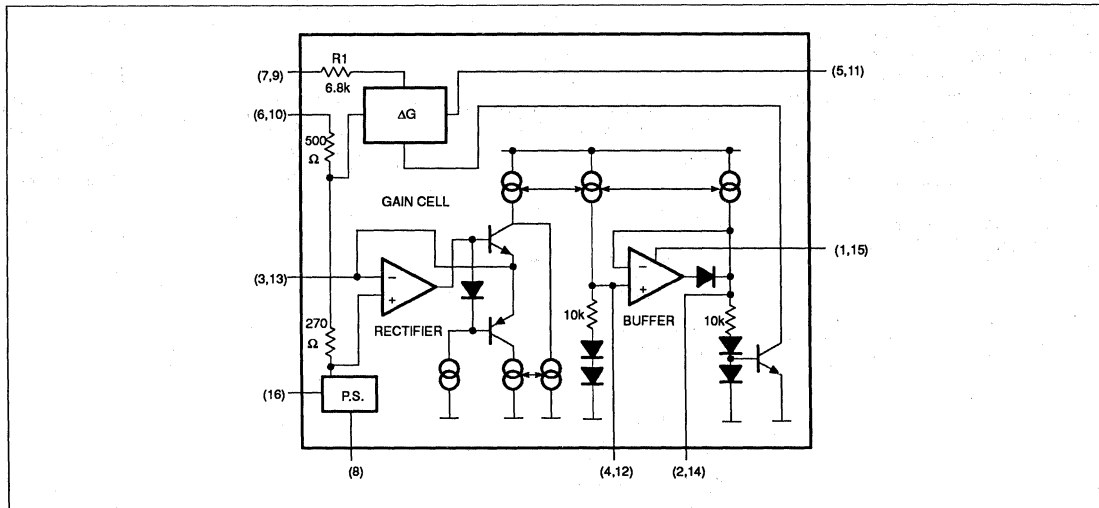 R1
(7,9)
6.8k
(5,11)
(6,10)
ΔG
500
Ω
GAIN CELL
(1,15)
(3,13)
−
+
−
+
10k
BUFFER
10k
RECTIFIER
270
Ω
(16)
P.S.
(8)
(4,12)
(2,14)